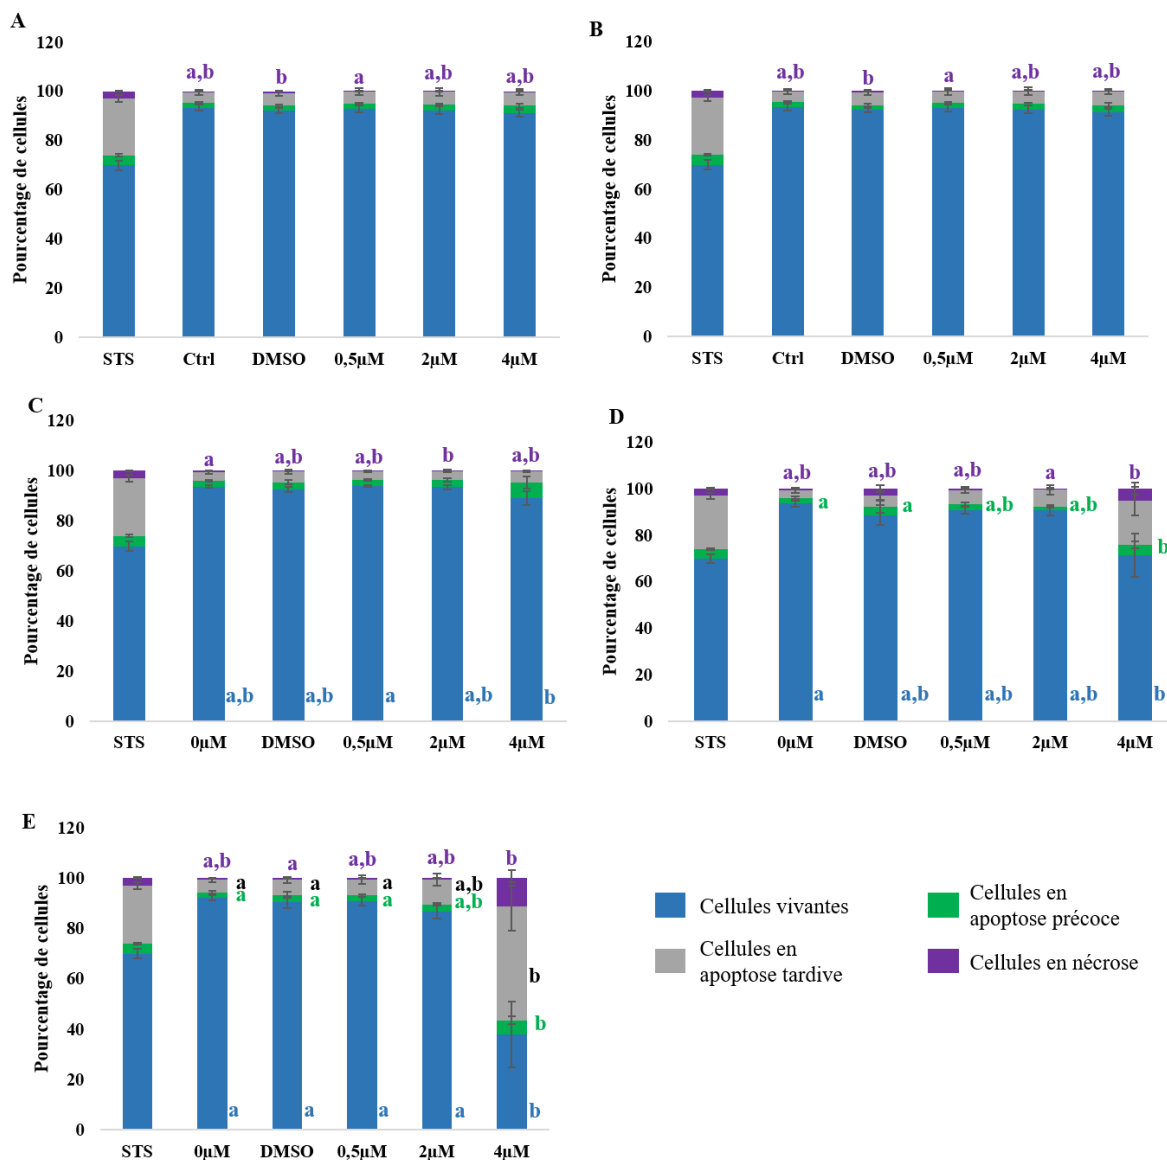 A
Pourcentage de cellules
120
100
80
60
40
20
0
a,b b a a,b a,b
STS Ctrl DMSO 0,5µM 2µM 4µM
B
Pourcentage de cellules
120
100
80
60
40
20
0
a,b b a a,b a,b
STS Ctrl DMSO 0,5µM 2µM 4µM
C
Pourcentage de cellules
120
100
80
60
40
20
0
a a,b a,b b a,b
a,b a,b a a,b b
STS 0µM DMSO 0,5µM 2µM 4µM
D
Pourcentage de cellules
120
100
80
60
40
20
0
a,b a,b a,b a b
a a a,b a,b b
a a,b a,b a,b b
STS 0µM DMSO 0,5µM 2µM 4µM
E
Pourcentage de cellules
120
100
80
60
40
20
0
a,b a a,b a,b b
a a a a,b b
a a a a,b b
a a a a b
STS 0µM DMSO 0,5µM 2µM 4µM
Cellules vivantes
Cellules en
apoptose précoce
Cellules en
apoptose tardive
Cellules en nécrose